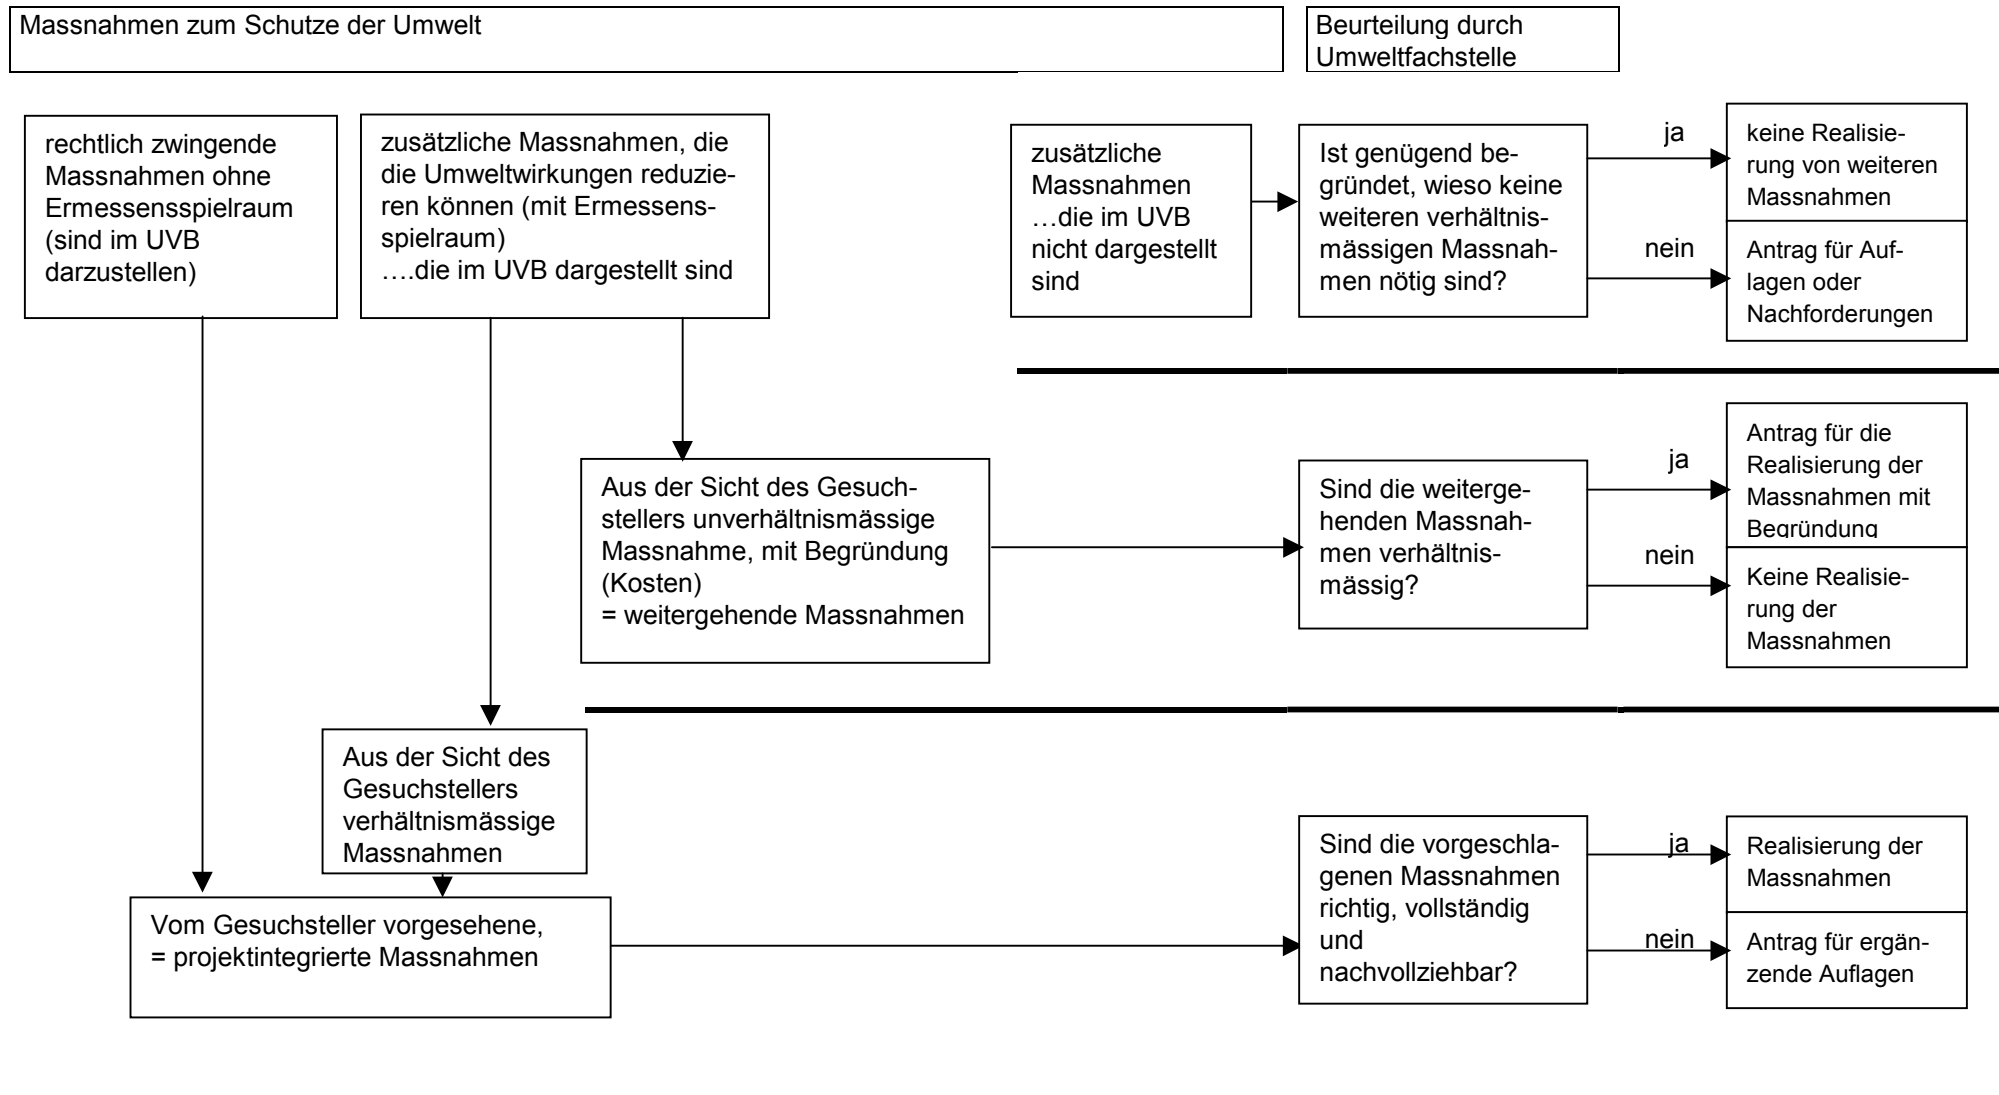 Massnahmen zum Schutze der Umwelt
Beurteilung durch
Umweltfachstelle
rechtlich zwingende
Massnahmen ohne
Ermessensspielraum
(sind im UVB
darzustellen)
zusätzliche Massnahmen, die
die Umweltwirkungen reduzie-
ren können (mit Ermessens-
spielraum)
….die im UVB dargestellt sind
zusätzliche
Massnahmen
…die im UVB
nicht dargestellt
sind
Ist genügend be-
gründet, wieso keine
weiteren verhältnis-
mässigen Massnah-
men nötig sind?
ja
keine Realisie-
rung von weiteren
Massnahmen
nein
Antrag für Auf-
lagen oder
Nachforderungen
Aus der Sicht des Gesuch-
stellers unverhältnismässige
Massnahme, mit Begründung
(Kosten)
= weitergehende Massnahmen
Sind die weiterge-
henden Massnah-
men verhältnis-
mässig?
ja
Antrag für die
Realisierung der
Massnahmen mit
Begründung
nein
Keine Realisie-
rung der
Massnahmen
Aus der Sicht des
Gesuchstellers
verhältnismässige
Massnahmen
Vom Gesuchsteller vorgesehene,
= projektintegrierte Massnahmen
Sind die vorgeschla-
genen Massnahmen
richtig, vollständig
und
nachvollziehbar?
ja
Realisierung der
Massnahmen
nein
Antrag für ergän-
zende Auflagen